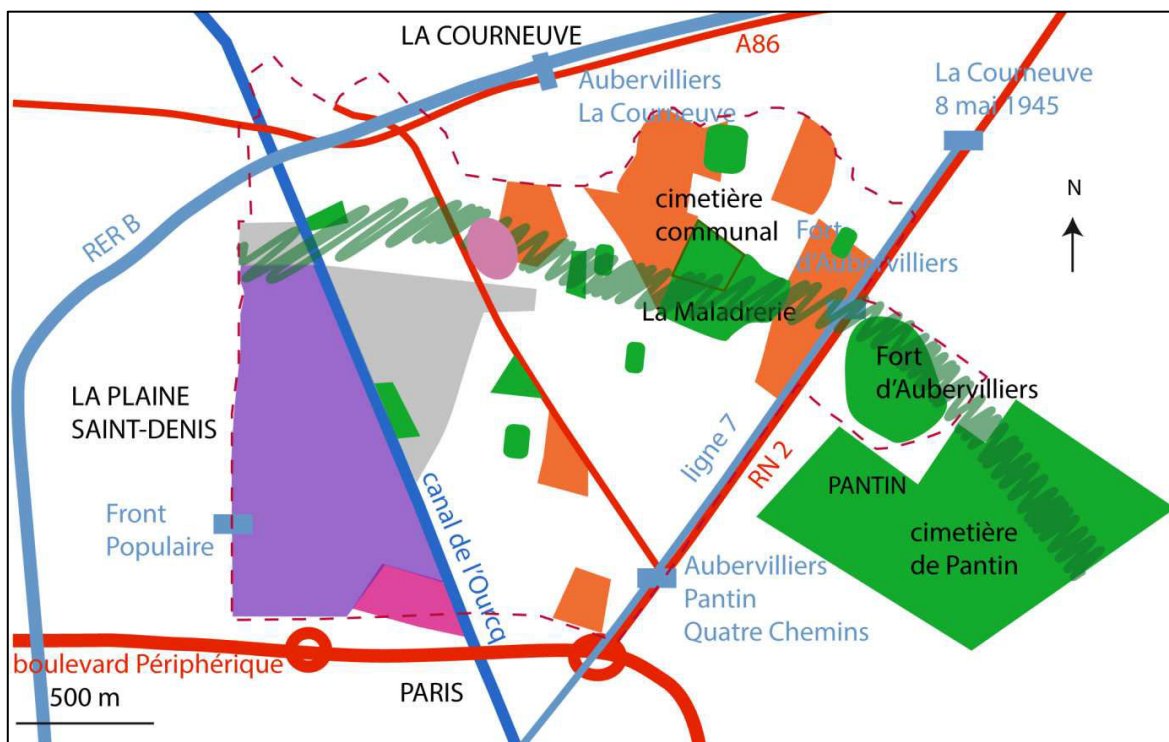 LA COURNEUVE
A86
Aubervilliers
La Courneuve
La Courneuve
8 mai 1945
N
RER B
cimetière
communal
Fort
d'Aubervilliers
La Maladrerie
Fort
d'Aubervilliers
LA PLAINE
SAINT-DENIS
ligne 7
RN 2
PANTIN
canal de l'Ourcq
Front
Populaire
cimetière
de Pantin
Aubervilliers
Pantin
Quatre Chemins
boulevard Périphérique
PARIS
500 m